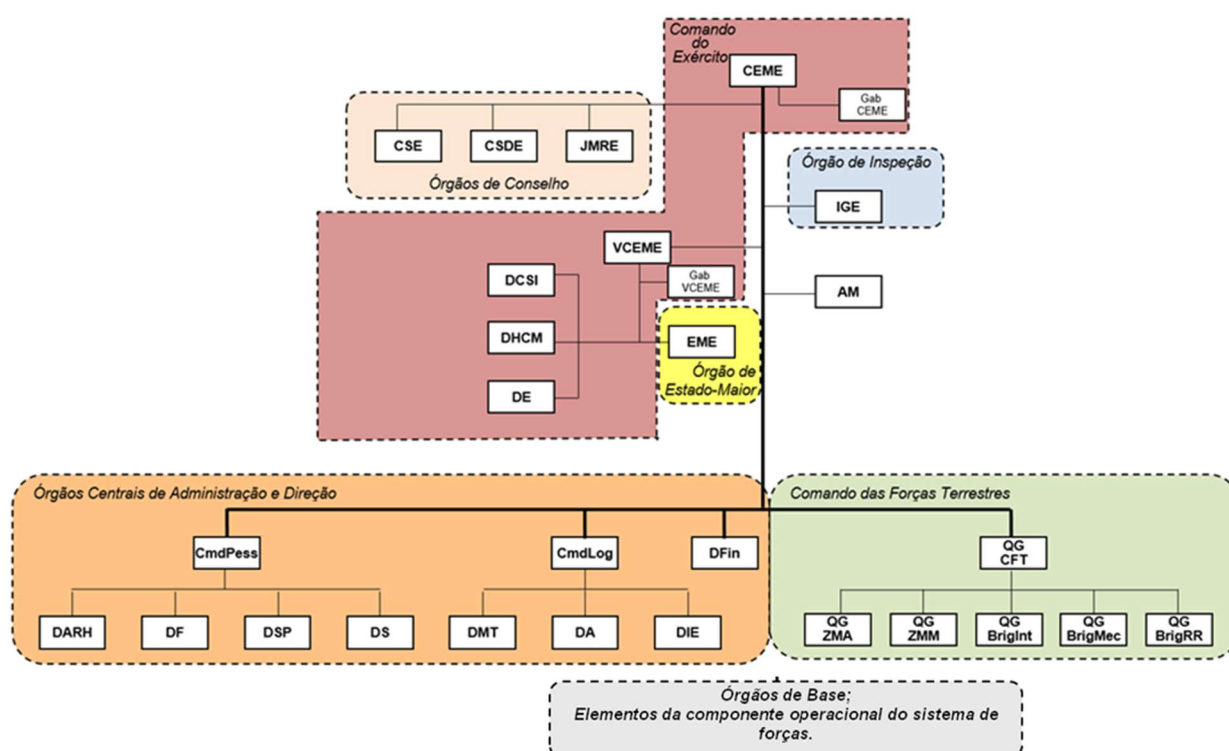 Comando
do
Exército
CEME
Gab
CEME
CSE
CSDE
JMRE
Órgãos de Conselho
Órgão de Inspeção
IGE
VCEME
Gab
VCEME
DCSI
AM
DHCM
EME
Órgão de
Estado-Maior
DE
Órgãos Centrais de Administração e Direção
Comando das Forças Terrestres
CmdPess
CmdLog
DFin
QG
CFT
DARH
DF
DSP
DS
DMT
DA
DIE
QG
ZMA
QG
ZMM
QG
BrigInt
QG
BrigMec
QG
BrigRR
Órgãos de Base;
Elementos da componente operacional do sistema de
forças.